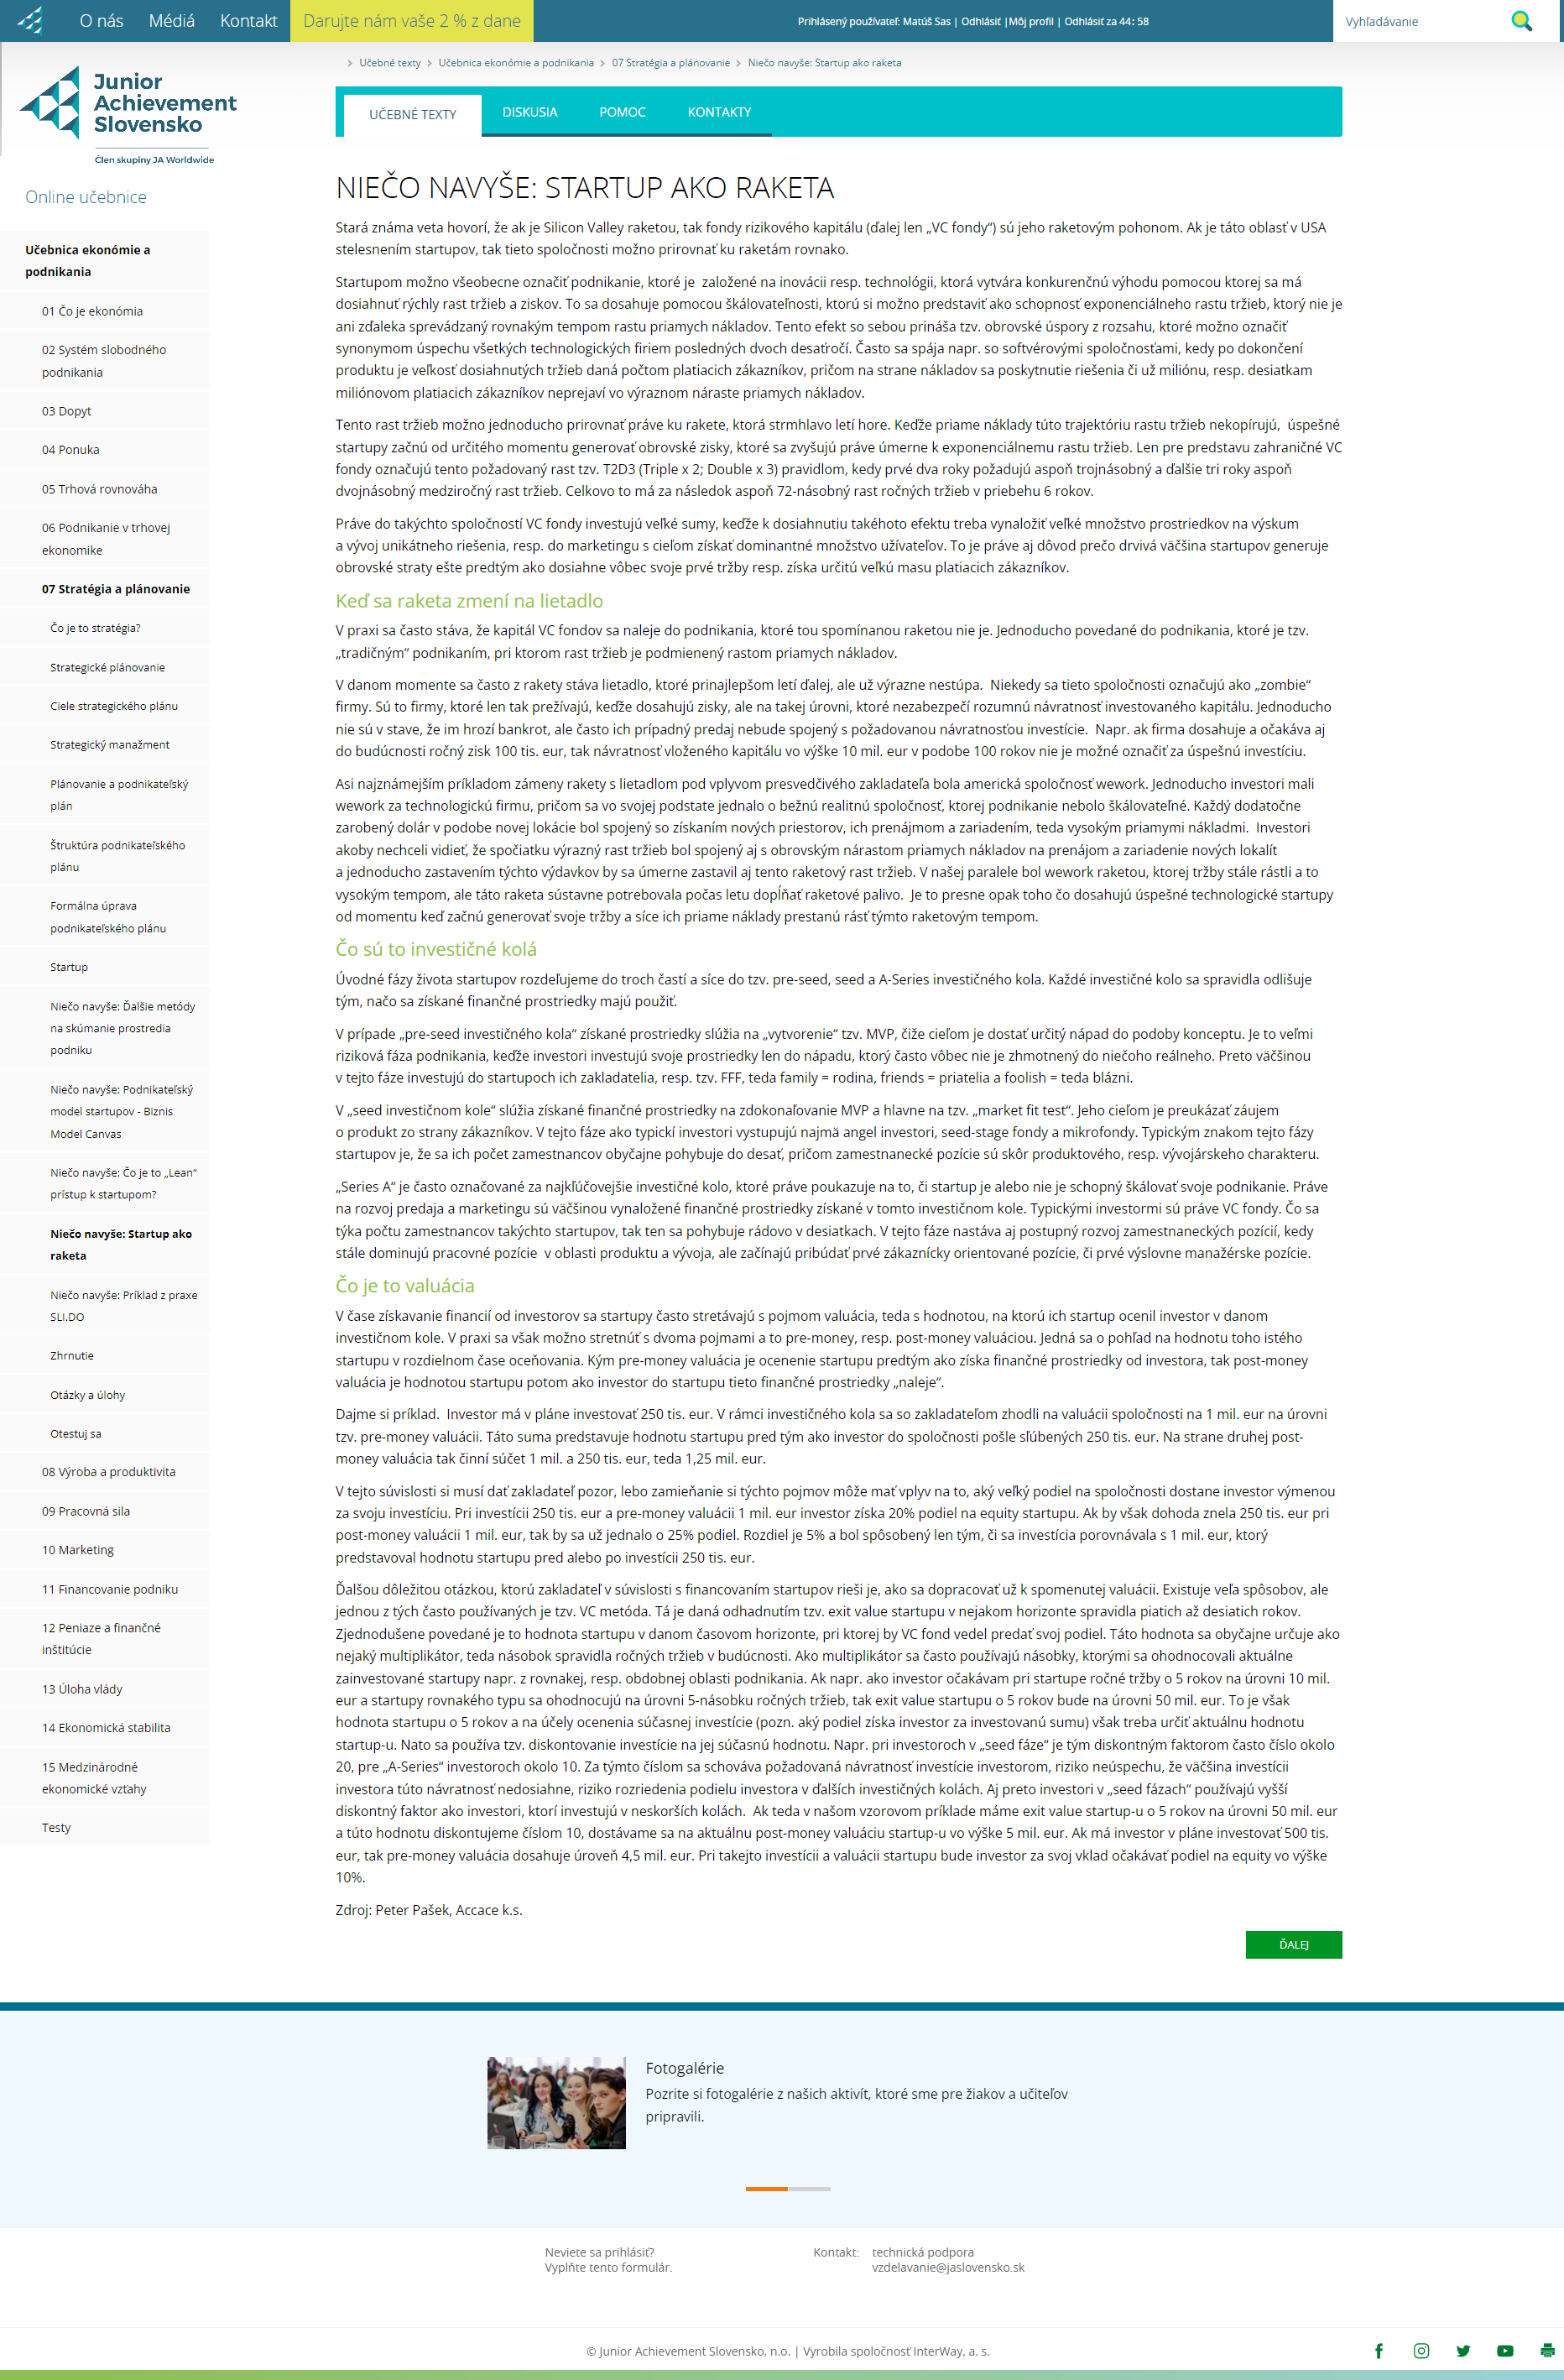 O nás Médiá Kontakt Darujte nám vaše 2 % z dane
Prihlásený používateľ: Matúš Sas | Odhlásiť |Môj profil | Odhlásiť za 44: 58
Vyhľadávanie
Junior
Achievement
Slovensko
Člen skupiny JA Worldwide
Online učebnice
Učebnica ekonómie a
podnikania
01 Čo je ekonómia
02 Systém slobodného
podnikania
03 Dopyt
04 Ponuka
05 Trhová rovnováha
06 Podnikanie v trhovej
ekonomike
07 Stratégia a plánovanie
Čo je to stratégia?
Strategické plánovanie
Ciele strategického plánu
Strategický manažment
Plánovanie a podnikateľský
plán
Štruktúra podnikateľského
plánu
Formálna úprava
podnikateľského plánu
Startup
Niečo navyše: Ďalšie metódy
na skúmanie prostredia
podniku
Niečo navyše: Podnikateľský
model startupov - Biznis
Model Canvas
Niečo navyše: Čo je to „Lean“
prístup k startupom?
Niečo navyše: Startup ako
raketa
Niečo navyše: Príklad z praxe
SLI.DO
Zhrnutie
Otázky a úlohy
Otestuj sa
08 Výroba a produktivita
09 Pracovná sila
10 Marketing
11 Financovanie podniku
12 Peniaze a finančné
inštitúcie
13 Úloha vlády
14 Ekonomická stabilita
15 Medzinárodné
ekonomické vzťahy
Testy
Učebné texty Učebnica ekonómie a podnikania 07 Stratégia a plánovanie Niečo navyše: Startup ako raketa
UČEBNÉ TEXTY DISKUSIA POMOC KONTAKTY
NIEČO NAVYŠE: STARTUP AKO RAKETA
Stará známa veta hovorí, že ak je Silicon Valley raketou, tak fondy rizikového kapitálu (ďalej len „VC fondy“) sú jeho raketovým pohonom. Ak je táto oblasť v USA
stelesnením startupov, tak tieto spoločnosti možno prirovnať ku raketám rovnako.
Startupom možno všeobecne označiť podnikanie, ktoré je založené na inovácii resp. technológii, ktorá vytvára konkurenčnú výhodu pomocou ktorej sa má
dosiahnuť rýchly rast tržieb a ziskov. To sa dosahuje pomocou škálovateľnosti, ktorú si možno predstaviť ako schopnosť exponenciálneho rastu tržieb, ktorý nie je
ani zďaleka sprevádzaný rovnakým tempom rastu priamych nákladov. Tento efekt so sebou prináša tzv. obrovské úspory z rozsahu, ktoré možno označiť
synonymom úspechu všetkých technologických firiem posledných dvoch desaťročí. Často sa spája napr. so softvérovými spoločnosťami, kedy po dokončení
produktu je veľkosť dosiahnutých tržieb daná počtom platiacich zákazníkov, pričom na strane nákladov sa poskytnutie riešenia či už miliónu, resp. desiatkam
miliónovom platiacich zákazníkov neprejaví vo výraznom náraste priamych nákladov.
Tento rast tržieb možno jednoducho prirovnať práve ku rakete, ktorá strmhlavo letí hore. Keďže priame náklady túto trajektóriu rastu tržieb nekopírujú, úspešné
startupy začnú od určitého momentu generovať obrovské zisky, ktoré sa zvyšujú práve úmerne k exponenciálnemu rastu tržieb. Len pre predstavu zahraničné VC
fondy označujú tento požadovaný rast tzv. T2D3 (Triple x 2; Double x 3) pravidlom, kedy prvé dva roky požadujú aspoň trojnásobný a ďalšie tri roky aspoň
dvojnásobný medziročný rast tržieb. Celkovo to má za následok aspoň 72-násobný rast ročných tržieb v priebehu 6 rokov.
Práve do takýchto spoločností VC fondy investujú veľké sumy, keďže k dosiahnutiu takéhoto efektu treba vynaložiť veľké množstvo prostriedkov na výskum
a vývoj unikátneho riešenia, resp. do marketingu s cieľom získať dominantné množstvo užívateľov. To je práve aj dôvod prečo drvivá väčšina startupov generuje
obrovské straty ešte predtým ako dosiahne vôbec svoje prvé tržby resp. získa určitú veľkú masu platiacich zákazníkov.
Keď sa raketa zmení na lietadlo
V praxi sa často stáva, že kapitál VC fondov sa naleje do podnikania, ktoré tou spomínanou raketou nie je. Jednoducho povedané do podnikania, ktoré je tzv.
„tradičným“ podnikaním, pri ktorom rast tržieb je podmienený rastom priamych nákladov.
V danom momente sa často z rakety stáva lietadlo, ktoré prinajlepšom letí ďalej, ale už výrazne nestúpa. Niekedy sa tieto spoločnosti označujú ako „zombie“
firmy. Sú to firmy, ktoré len tak prežívajú, keďže dosahujú zisky, ale na takej úrovni, ktoré nezabezpečí rozumnú návratnosť investovaného kapitálu. Jednoducho
nie sú v stave, že im hrozí bankrot, ale často ich prípadný predaj nebude spojený s požadovanou návratnosťou investície. Napr. ak firma dosahuje a očakáva aj
do budúcnosti ročný zisk 100 tis. eur, tak návratnosť vloženého kapitálu vo výške 10 mil. eur v podobe 100 rokov nie je možné označiť za úspešnú investíciu.
Asi najznámejším príkladom zámeny rakety s lietadlom pod vplyvom presvedčivého zakladateľa bola americká spoločnosť wework. Jednoducho investori mali
wework za technologickú firmu, pričom sa vo svojej podstate jednalo o bežnú realitnú spoločnosť, ktorej podnikanie nebolo škálovateľné. Každý dodatočne
zarobený dolár v podobe novej lokácie bol spojený so získaním nových priestorov, ich prenájmom a zariadením, teda vysokým priamymi nákladmi. Investori
akoby nechceli vidieť, že spočiatku výrazný rast tržieb bol spojený aj s obrovským nárastom priamych nákladov na prenájom a zariadenie nových lokalít
a jednoducho zastavením týchto výdavkov by sa úmerne zastavil aj tento raketový rast tržieb. V našej paralele bol wework raketou, ktorej tržby stále rástli a to
vysokým tempom, ale táto raketa sústavne potrebovala počas letu dopĺňať raketové palivo. Je to presne opak toho čo dosahujú úspešné technologické startupy
od momentu keď začnú generovať svoje tržby a síce ich priame náklady prestanú rásť týmto raketovým tempom.
Čo sú to investičné kolá
Úvodné fázy života startupov rozdeľujeme do troch častí a síce do tzv. pre-seed, seed a A-Series investičného kola. Každé investičné kolo sa spravidla odlišuje
tým, načo sa získané finančné prostriedky majú použiť.
V prípade „pre-seed investičného kola“ získané prostriedky slúžia na „vytvorenie“ tzv. MVP, čiže cieľom je dostať určitý nápad do podoby konceptu. Je to veľmi
riziková fáza podnikania, keďže investori investujú svoje prostriedky len do nápadu, ktorý často vôbec nie je zhmotnený do niečoho reálneho. Preto väčšinou
v tejto fáze investujú do startupoch ich zakladatelia, resp. tzv. FFF, teda family = rodina, friends = priatelia a foolish = teda blázni.
V „seed investičnom kole“ slúžia získané finančné prostriedky na zdokonaľovanie MVP a hlavne na tzv. „market fit test“. Jeho cieľom je preukázať záujem
o produkt zo strany zákazníkov. V tejto fáze ako typickí investori vystupujú najmä angel investori, seed-stage fondy a mikrofondy. Typickým znakom tejto fázy
startupov je, že sa ich počet zamestnancov obyčajne pohybuje do desať, pričom zamestnanecké pozície sú skôr produktového, resp. vývojárskeho charakteru.
„Series A“ je často označované za najkľúčovejšie investičné kolo, ktoré práve poukazuje na to, či startup je alebo nie je schopný škálovať svoje podnikanie. Práve
na rozvoj predaja a marketingu sú väčšinou vynaložené finančné prostriedky získané v tomto investičnom kole. Typickými investormi sú práve VC fondy. Čo sa
týka počtu zamestnancov takýchto startupov, tak ten sa pohybuje rádovo v desiatkach. V tejto fáze nastáva aj postupný rozvoj zamestnaneckých pozícií, kedy
stále dominujú pracovné pozície v oblasti produktu a vývoja, ale začínajú pribúdať prvé zákaznícky orientované pozície, či prvé výslovne manažérske pozície.
Čo je to valuácia
V čase získavanie financií od investorov sa startupy často stretávajú s pojmom valuácia, teda s hodnotou, na ktorú ich startup ocenil investor v danom
investičnom kole. V praxi sa však možno stretnúť s dvoma pojmami a to pre-money, resp. post-money valuáciou. Jedná sa o pohľad na hodnotu toho istého
startupu v rozdielnom čase oceňovania. Kým pre-money valuácia je ocenenie startupu predtým ako získa finančné prostriedky od investora, tak post-money
valuácia je hodnotou startupu potom ako investor do startupu tieto finančné prostriedky „naleje“.
Dajme si príklad. Investor má v pláne investovať 250 tis. eur. V rámci investičného kola sa so zakladateľom zhodli na valuácii spoločnosti na 1 mil. eur na úrovni
tzv. pre-money valuácii. Táto suma predstavuje hodnotu startupu pred tým ako investor do spoločnosti pošle sľúbených 250 tis. eur. Na strane druhej post-
money valuácia tak činní súčet 1 mil. a 250 tis. eur, teda 1,25 mil. eur.
V tejto súvislosti si musí dať zakladateľ pozor, lebo zamieňanie si týchto pojmov môže mať vplyv na to, aký veľký podiel na spoločnosti dostane investor výmenou
za svoju investíciu. Pri investícii 250 tis. eur a pre-money valuácii 1 mil. eur investor získa 20% podiel na equity startupu. Ak by však dohoda znela 250 tis. eur pri
post-money valuácii 1 mil. eur, tak by sa už jednalo o 25% podiel. Rozdiel je 5% a bol spôsobený len tým, či sa investícia porovnávala s 1 mil. eur, ktorý
predstavoval hodnotu startupu pred alebo po investícii 250 tis. eur.
Ďalšou dôležitou otázkou, ktorú zakladateľ v súvislosti s financovaním startupov rieši je, ako sa dopracovať už k spomenutej valuácii. Existuje veľa spôsobov, ale
jednou z tých často používaných je tzv. VC metóda. Tá je daná odhadnutím tzv. exit value startupu v nejakom horizonte spravidla piatich až desiatich rokov.
Zjednodušene povedané je to hodnota startupu v danom časovom horizonte, pri ktorej by VC fond vedel predať svoj podiel. Táto hodnota sa obyčajne určuje ako
nejaký multiplikátor, teda násobok spravidla ročných tržieb v budúcnosti. Ako multiplikátor sa často používajú násobky, ktorými sa ohodnocovali aktuálne
zainvestované startupy napr. z rovnakej, resp. obdobnej oblasti podnikania. Ak napr. ako investor očakávam pri startupe ročné tržby o 5 rokov na úrovni 10 mil.
eur a startupy rovnakého typu sa ohodnocujú na úrovni 5-násobku ročných tržieb, tak exit value startupu o 5 rokov bude na úrovni 50 mil. eur. To je však
hodnota startupu o 5 rokov a na účely ocenenia súčasnej investície (pozn. aký podiel získa investor za investovanú sumu) však treba určiť aktuálnu hodnotu
startup-u. Nato sa používa tzv. diskontovanie investície na jej súčasnú hodnotu. Napr. pri investoroch v „seed fáze“ je tým diskontným faktorom často číslo okolo
20, pre „A-Series“ investoroch okolo 10. Za týmto číslom sa schováva požadovaná návratnosť investície investorom, riziko neúspechu, že väčšina investícii
investora túto návratnosť nedosiahne, riziko rozriedenia podielu investora v ďalších investičných kolách. Aj preto investori v „seed fázach“ používajú vyšší
diskontný faktor ako investori, ktorí investujú v neskorších kolách. Ak teda v našom vzorovom príklade máme exit value startup-u o 5 rokov na úrovni 50 mil. eur
a túto hodnotu diskontujeme číslom 10, dostávame sa na aktuálnu post-money valuáciu startup-u vo výške 5 mil. eur. Ak má investor v pláne investovať 500 tis.
eur, tak pre-money valuácia dosahuje úroveň 4,5 mil. eur. Pri takejto investícii a valuácii startupu bude investor za svoj vklad očakávať podiel na equity vo výške
10%.
Zdroj: Peter Pašek, Accace k.s.
ĎALEJ
Fotogalérie
Pozrite si fotogalérie z našich aktivít, ktoré sme pre žiakov a učiteľov
pripravili.
Neviete sa prihlásiť?
Vyplňte tento formulár.
Kontakt: technická podpora
vzdelavanie@jaslovensko.sk
© Junior Achievement Slovensko, n.o. | Vyrobila spoločnosť InterWay, a. s.